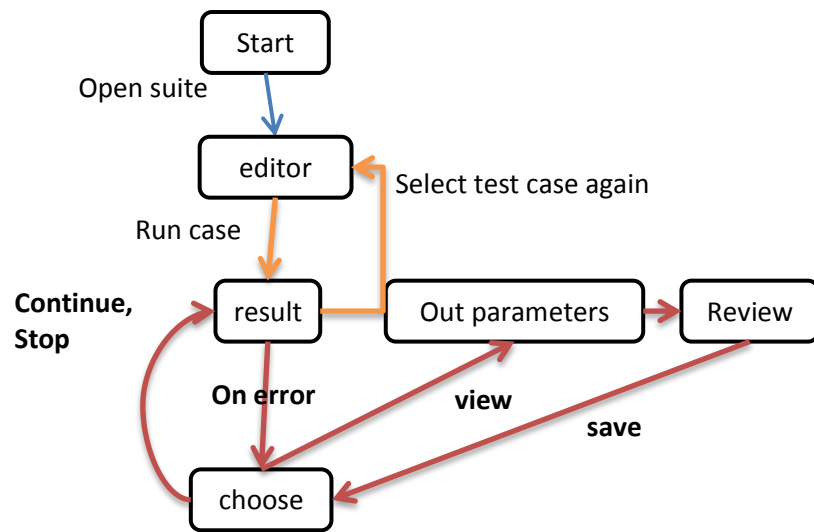 Start
Open suite
editor
Select test case again
Run case
Continue,
Stop
result
Out parameters
Review
On error
view
save
choose